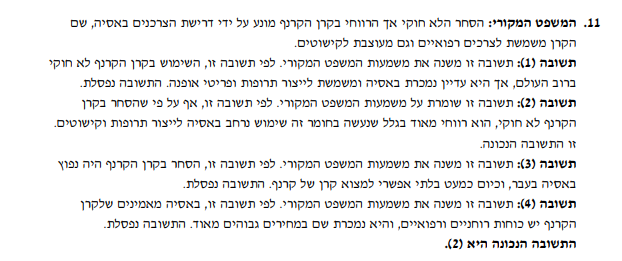 11. המשפט המקורי: הסחר הלא חוקי אך הרווחי בקרן הקרנף מונע על ידי דרישת הצרכנים באסיה, שם
הקרן משמשת לצרכים רפואיים וגם מעוצבת לקישוטים.
תשובה (1): תשובה זו משנה את משמעות המשפט המקורי. לפי תשובה זו, השימוש בקרן הקרנף לא חוקי
ברוב העולם, אך היא עדיין נמכרת באסיה ומשמשת לייצור תרופות ופריטי אופנה. התשובה נפסלת.
תשובה (2): תשובה זו שומרת על משמעות המשפט המקורי. לפי תשובה זו, אף על פי שהסחר בקרן
הקרנף לא חוקי, הוא רווחי מאוד בגלל שנעשה בחומר זה שימוש נרחב באסיה לייצור תרופות וקישוטים.
זו התשובה הנכונה.
תשובה (3): תשובה זו משנה את משמעות המשפט המקורי. לפי תשובה זו, הסחר בקרן הקרנף היה נפוץ
באסיה בעבר, וכיום כמעט בלתי אפשרי למצוא קרן של קרנף. התשובה נפסלת.
תשובה (4): תשובה זו משנה את משמעות המשפט המקורי. לפי תשובה זו, באסיה מאמינים שלקרן
הקרנף יש כוחות רוחניים ורפואיים, והיא נמכרת שם במחירים גבוהים מאוד. התשובה נפסלת.
התשובה הנכונה היא (2).